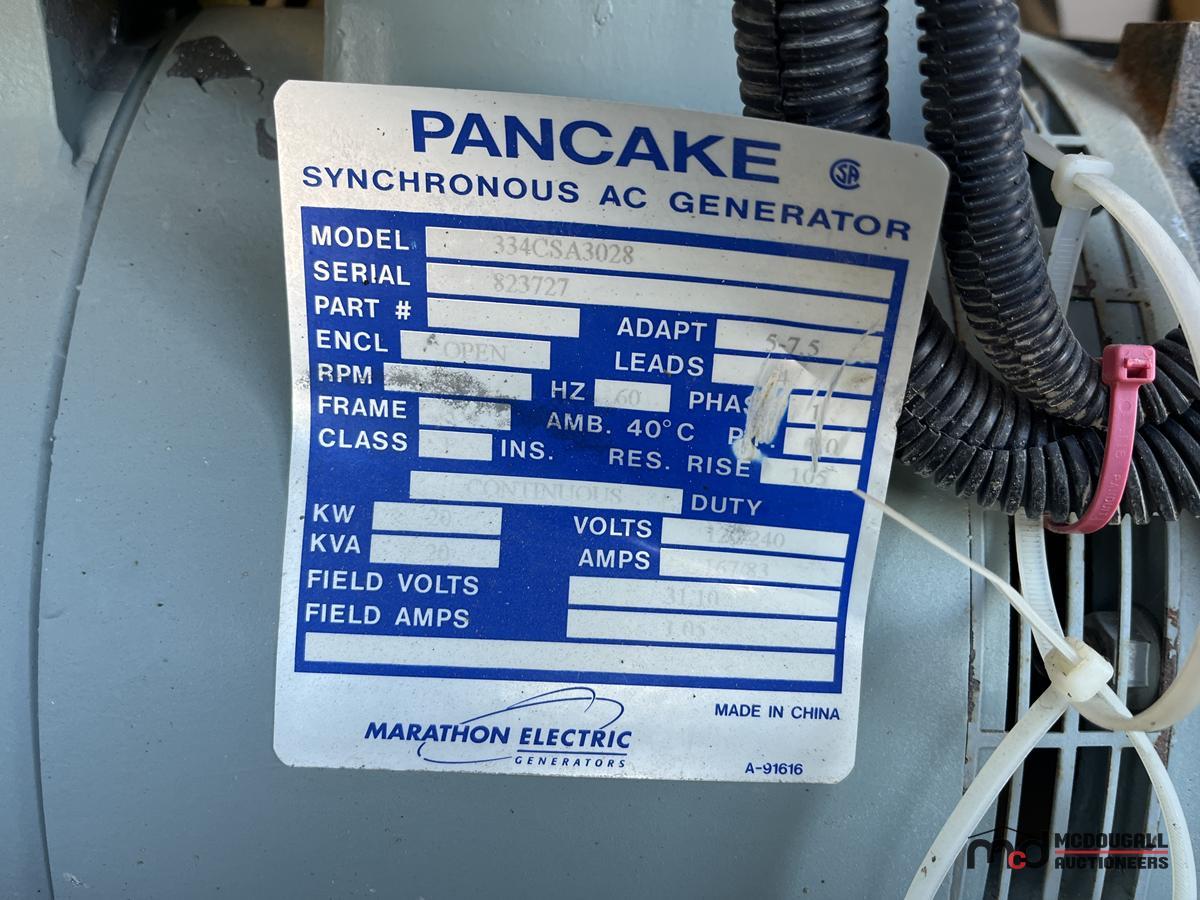 PANCAKE
SA
SYNCHRONOUS AC GENERATOR
MODEL 334CSA3028
SERIAL 823727
PART #
ADAPT 5-7.5
ENCL OPEN
LEADS
RPM
HZ 60
PHASE 1
FRAME
AMB. 40°C
CLASS
INS.
RES. RISE 105
CONTINUOUS DUTY
KW 20
VOLTS 120/240
KVA 20
AMPS 167/83
FIELD VOLTS 31.10
FIELD AMPS 1.05
MARATHON ELECTRIC
GENERATORS
MADE IN CHINA
A-91616
mcd
MCDOUGALL
AUCTIONEERS